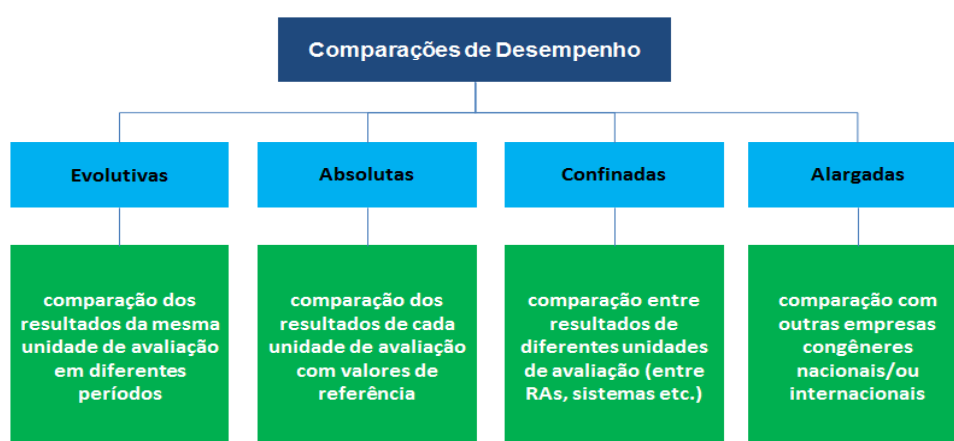 Comparações de Desempenho
Evolutivas
Absolutas
Confinadas
Alargadas
comparação dos
resultados da mesma
unidade de avaliação
em diferentes
períodos
comparação dos
resultados de cada
unidade de avaliação
com valores de
referência
comparação entre
resultados de
diferentes unidades
de avaliação (entre
RAs, sistemas etc.)
comparação com
outras empresas
congêneres
nacionais/ou
internacionais